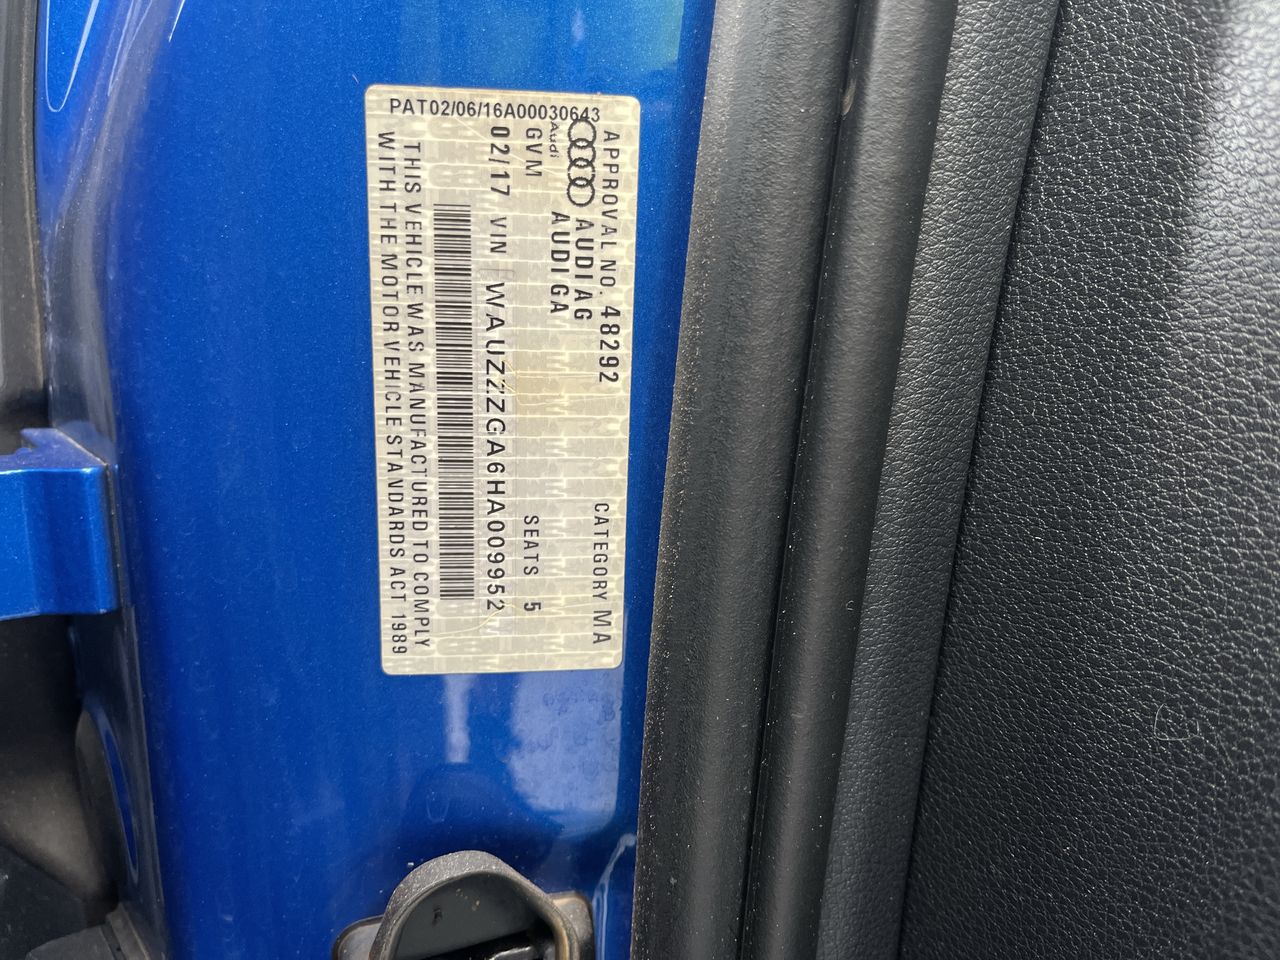 PAT02/06/16A00030643
APPROVAL NO. 48292 CATEGORY MA
Audi AUDI AG
AUDI GA
GVM SEATS 5
02/17 VIN WAUZZZGA6HA009952
THIS VEHICLE WAS MANUFACTURED TO COMPLY
WITH THE MOTOR VEHICLE STANDARDS ACT 1989